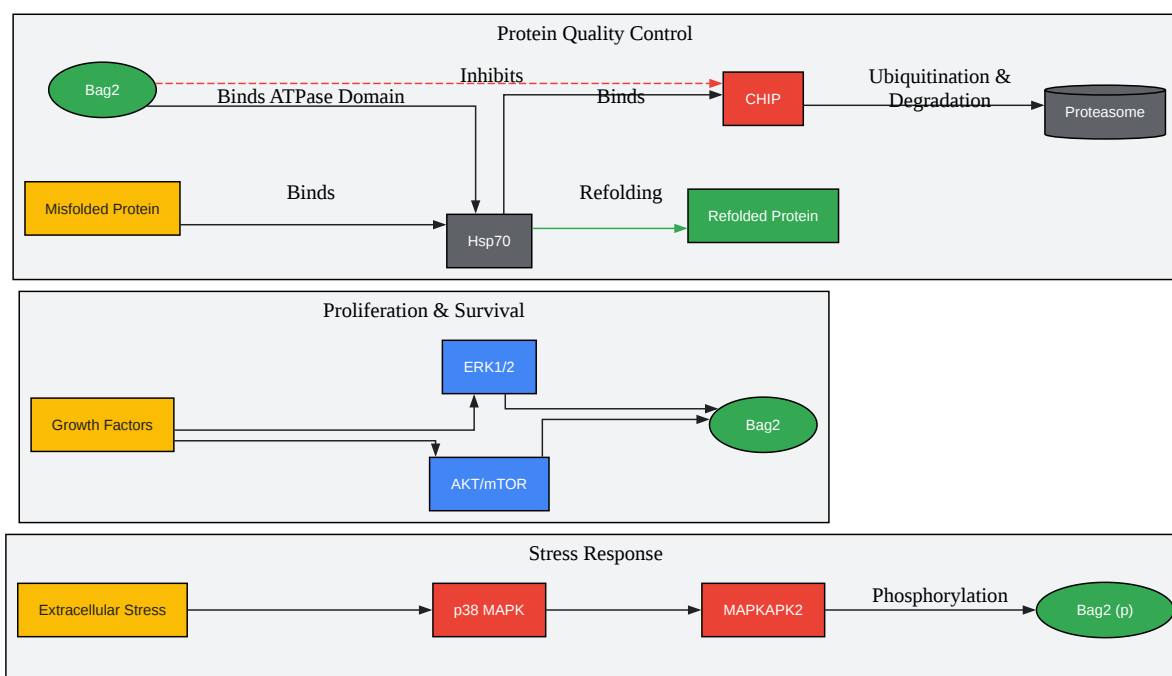 Protein Quality Control
Bag2
Inhibits
Binds ATPase Domain
Binds
CHIP
Ubiquitination &
Degradation
Proteasome
Misfolded Protein
Binds
Hsp70
Refolding
Refolded Protein
Proliferation & Survival
ERK1/2
Growth Factors
Bag2
AKT/mTOR
Stress Response
Extracellular Stress
p38 MAPK
MAPKAPK2
Phosphorylation
Bag2 (p)